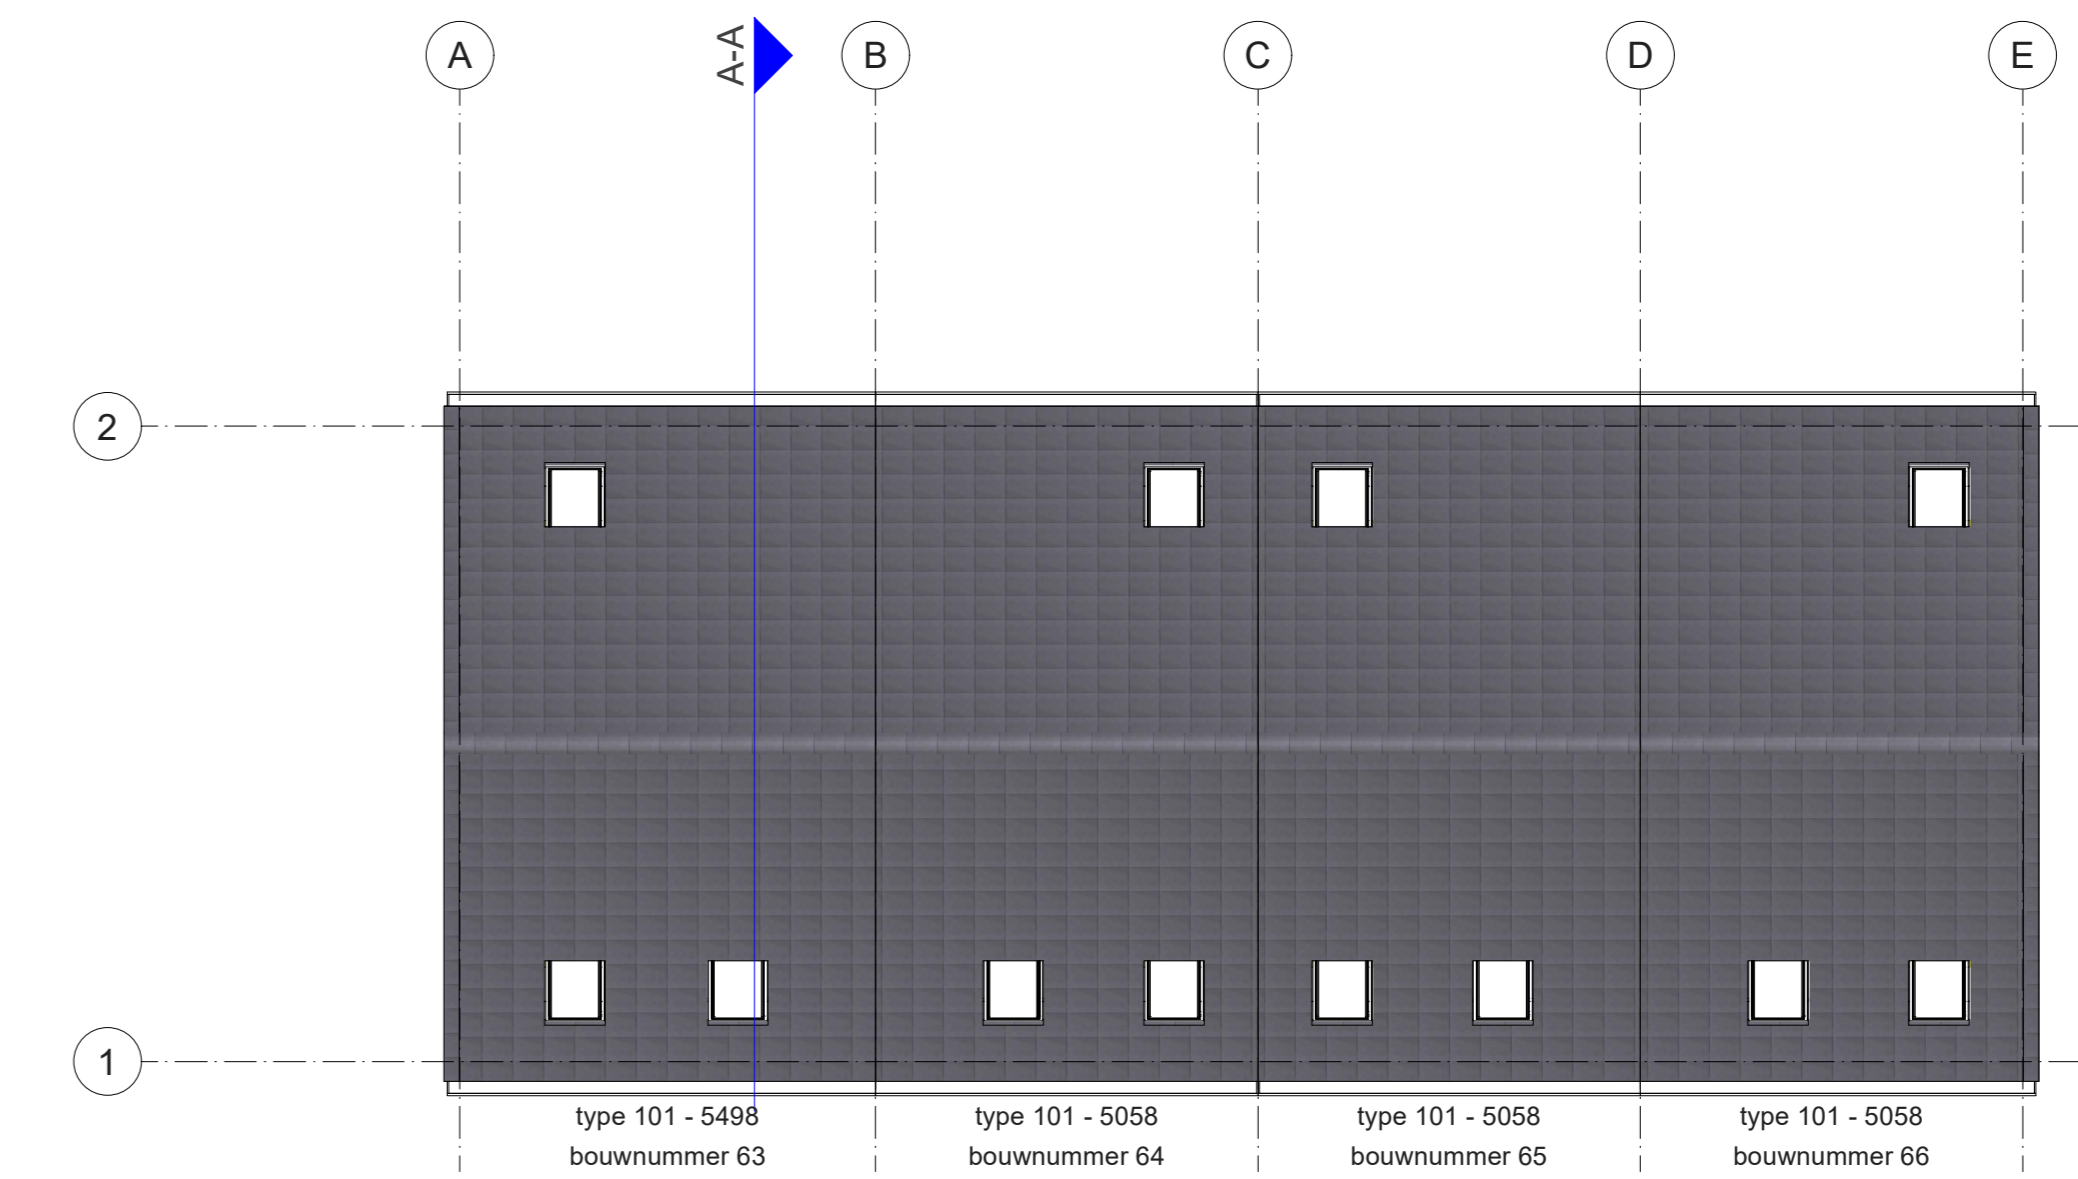 A
A-A
B
C
D
E
2
1
type 101 - 5498
bouwnummer 63
type 101 - 5058
bouwnummer 64
type 101 - 5058
bouwnummer 65
type 101 - 5058
bouwnummer 66